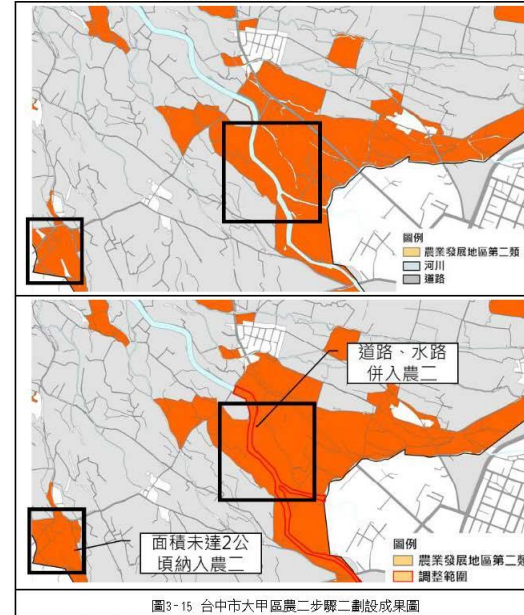 圖例
農業發展地區第二類
河川
道路
道路、水路
併入農二
面積未達2公
頃納入農二
圖例
農業發展地區第二類
調整範圍
圖3-15 台中市大甲區農二步驟二劃設成果圖